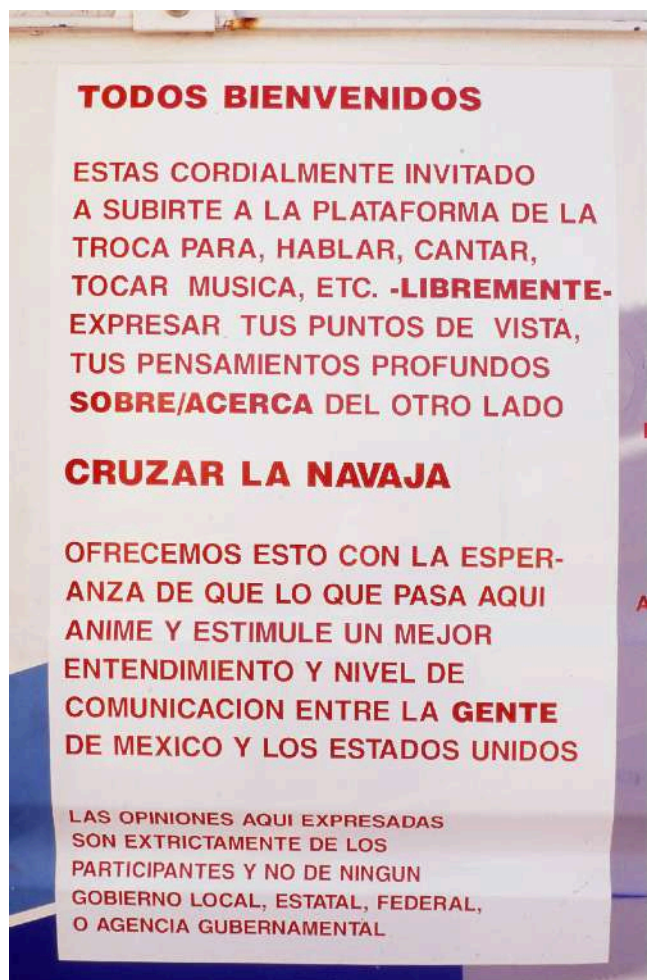 TODOS BIENVENIDOS
ESTAS CORDIALMENTE INVITADO
A SUBIRTE A LA PLATAFORMA DE LA
TROCA PARA, HABLAR, CANTAR,
TOCAR MUSICA, ETC. -LIBREMENTE-
EXPRESAR TUS PUNTOS DE VISTA,
TUS PENSAMIENTOS PROFUNDOS
SOBRE/ACERCA DEL OTRO LADO
CRUZAR LA NAVAJA
OFRECEMOS ESTO CON LA ESPER-
ANZA DE QUE LO QUE PASA AQUI
ANIME Y ESTIMULE UN MEJOR
ENTENDIMIENTO Y NIVEL DE
COMUNICACION ENTRE LA GENTE
DE MEXICO Y LOS ESTADOS UNIDOS
LAS OPINIONES AQUI EXPRESADAS
SON EXTRICTAMENTE DE LOS
PARTICIPANTES Y NO DE NINGUN
GOBIERNO LOCAL, ESTATAL, FEDERAL,
O AGENCIA GUBERNAMENTAL